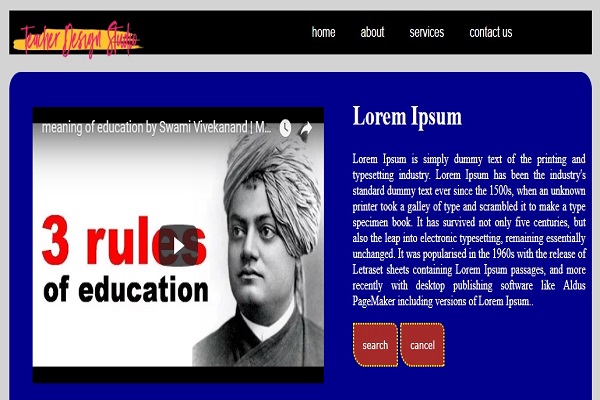 Teacher Design Studio
home about services contact us
meaning of education by Swami Vivekanand | M...
3 rules
of education
Lorem Ipsum
Lorem Ipsum is simply dummy text of the printing and
typesetting industry. Lorem Ipsum has been the industry's
standard dummy text ever since the 1500s, when an unknown
printer took a galley of type and scrambled it to make a type
specimen book. It has survived not only five centuries, but
also the leap into electronic typesetting, remaining essentially
unchanged. It was popularised in the 1960s with the release of
Letraset sheets containing Lorem Ipsum passages, and more
recently with desktop publishing software like Aldus
PageMaker including versions of Lorem Ipsum..
search cancel